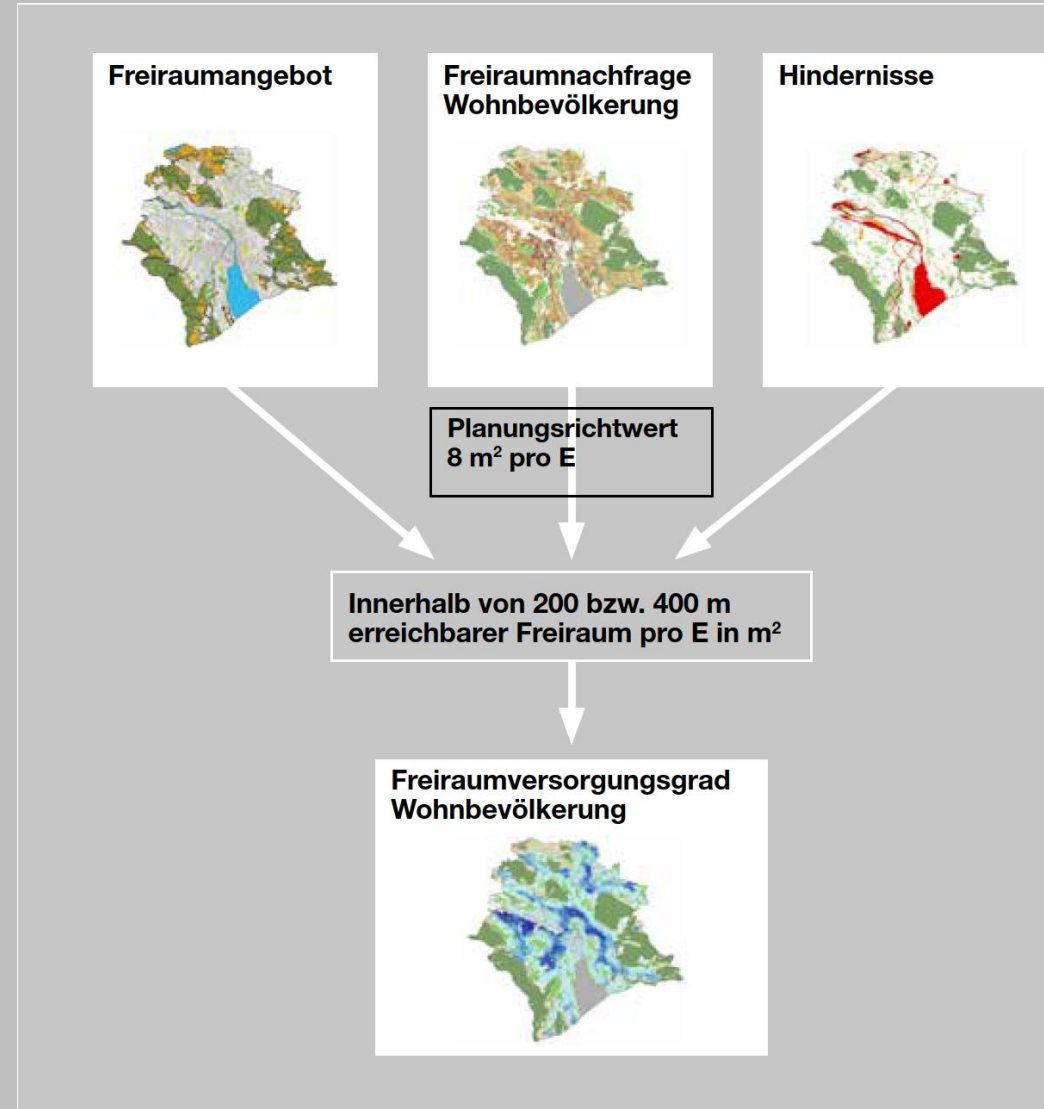 Freiraumangebot
Freiraumnachfrage
Wohnbevölkerung
Hindernisse
Planungsrichtwert
8 m² pro E
Innerhalb von 200 bzw. 400 m
erreichbarer Freiraum pro E in m²
Freiraumversorgungsgrad
Wohnbevölkerung